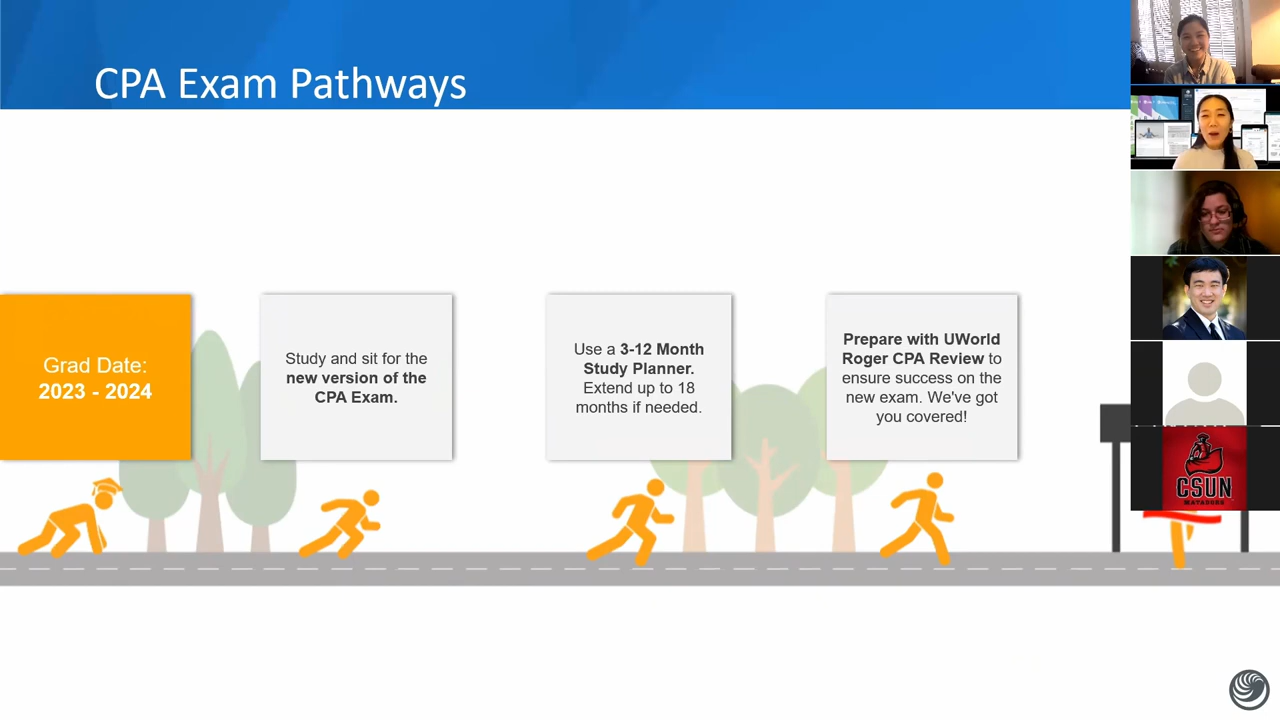 CPA Exam Pathways
Grad Date:
2023 - 2024
Study and sit for the
new version of the
CPA Exam.
Use a 3-12 Month
Study Planner.
Extend up to 18
months if needed.
Prepare with UWorld
Roger CPA Review to
ensure success on the
new exam. We've got
you covered!
CSUN
MATADORS